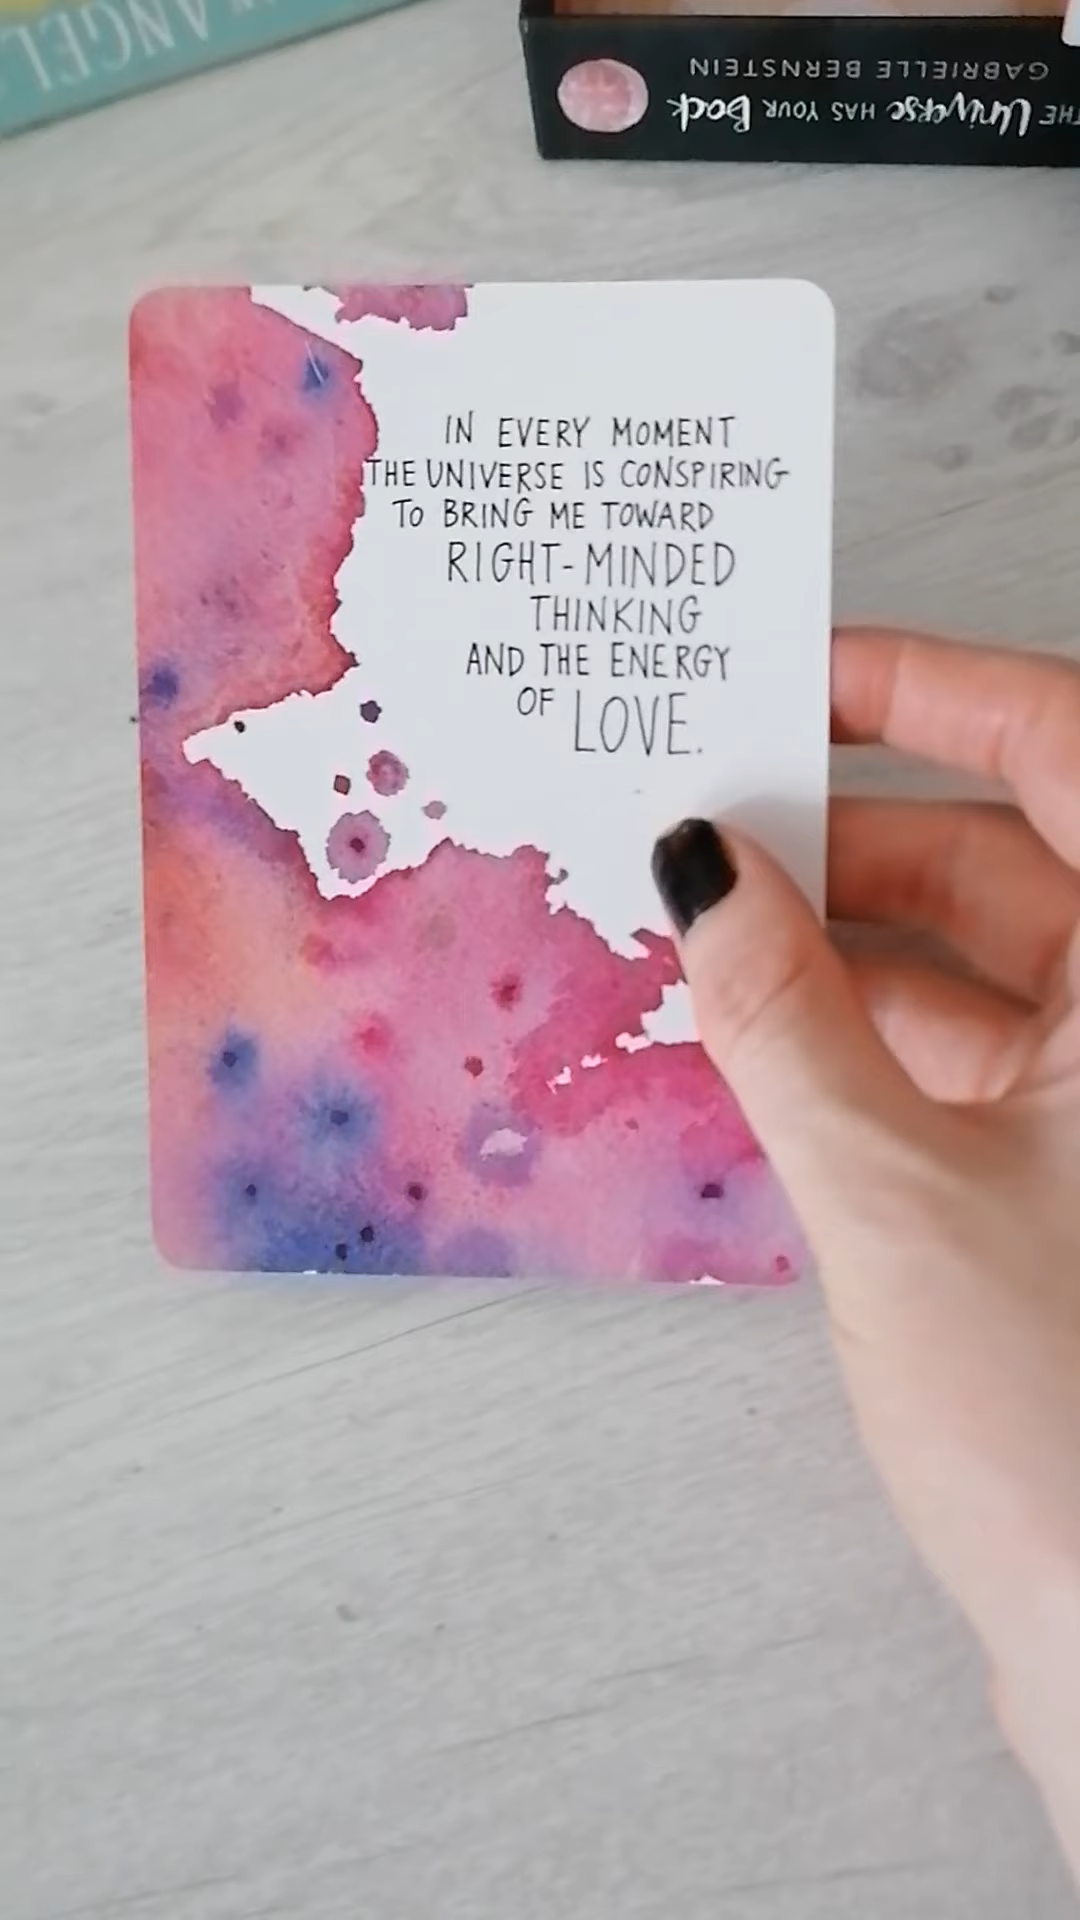 ANGEL
GABRIELLE BERNSTEIN
THE Universe HAS YOUR Back
IN EVERY MOMENT
THE UNIVERSE IS CONSPIRING
TO BRING ME TOWARD
RIGHT-MINDED
THINKING
AND THE ENERGY
OF LOVE.